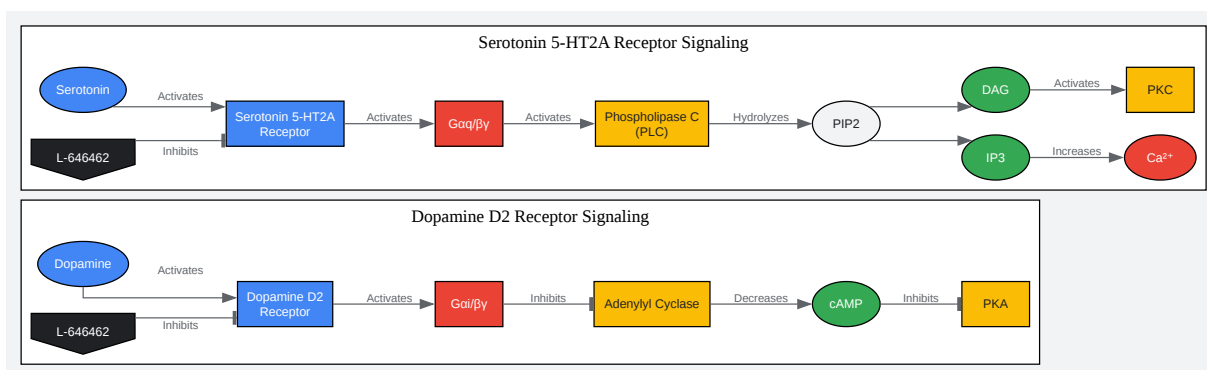 Serotonin 5-HT2A Receptor Signaling
Serotonin
Activates
L-646462
Inhibits
Serotonin 5-HT2A
Receptor
Activates
Gαq/βγ
Activates
Phospholipase C
(PLC)
Hydrolyzes
PIP2
DAG
Activates
PKC
IP3
Increases
Ca²⁺
Dopamine D2 Receptor Signaling
Dopamine
Activates
L-646462
Inhibits
Dopamine D2
Receptor
Activates
Gαi/βγ
Inhibits
Adenylyl Cyclase
Decreases
cAMP
Inhibits
PKA